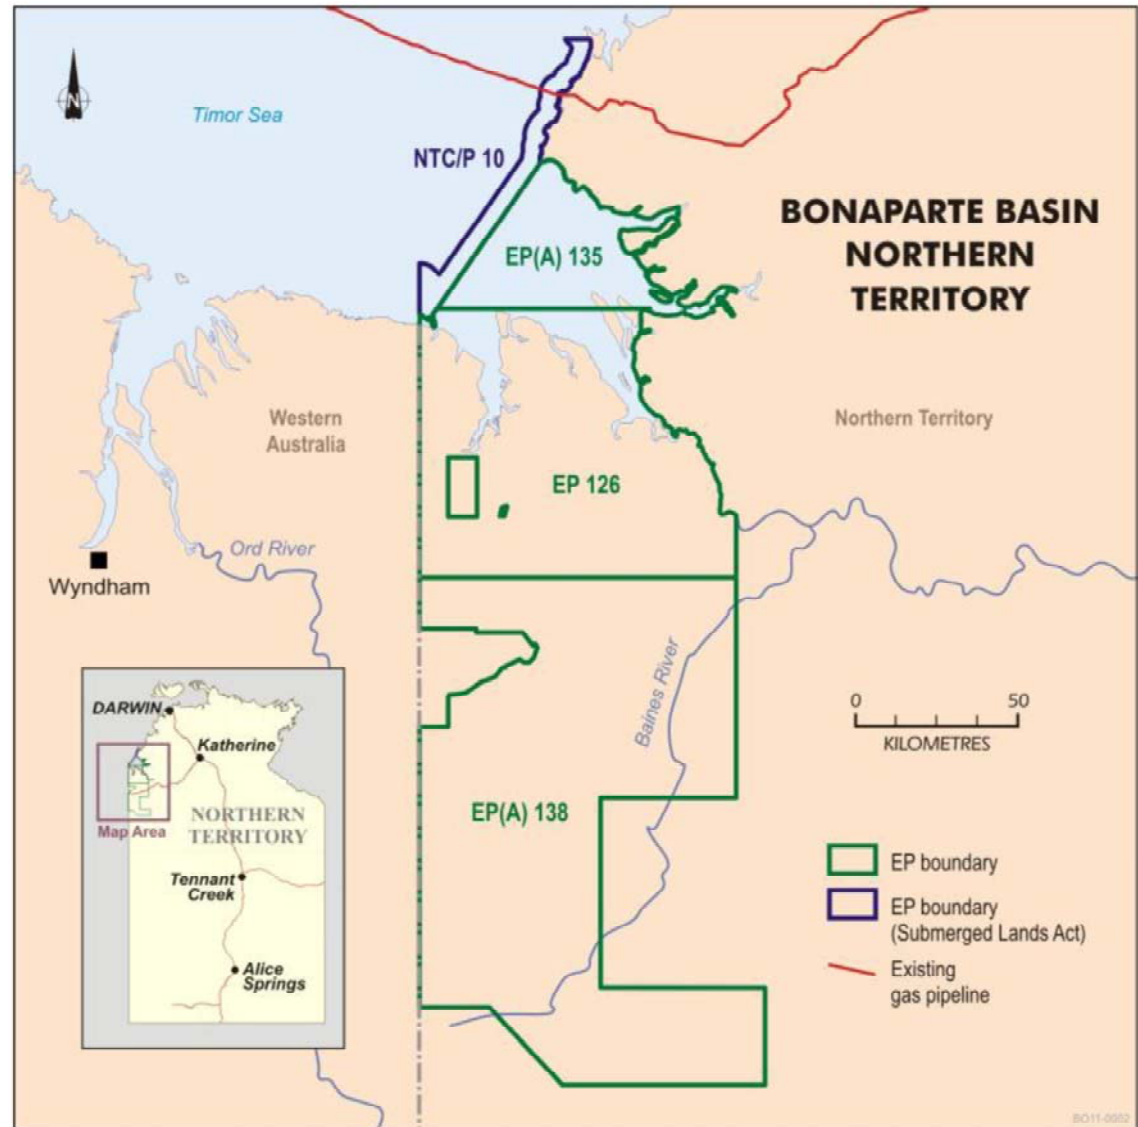 N
Timor Sea
NTC/P 10
BONAPARTE BASIN
NORTHERN
TERRITORY
EP(A) 135
Western
Australia
Northern Territory
EP 126
Ord River
Wyndham
Baines River
0
50
KILOMETRES
DARWIN
Katherine
NORTHERN
TERRITORY
Map Area
Tennant
Creek
Alice
Springs
EP(A) 138
EP boundary
EP boundary
(Submerged Lands Act)
Existing
gas pipeline
BO11-0902